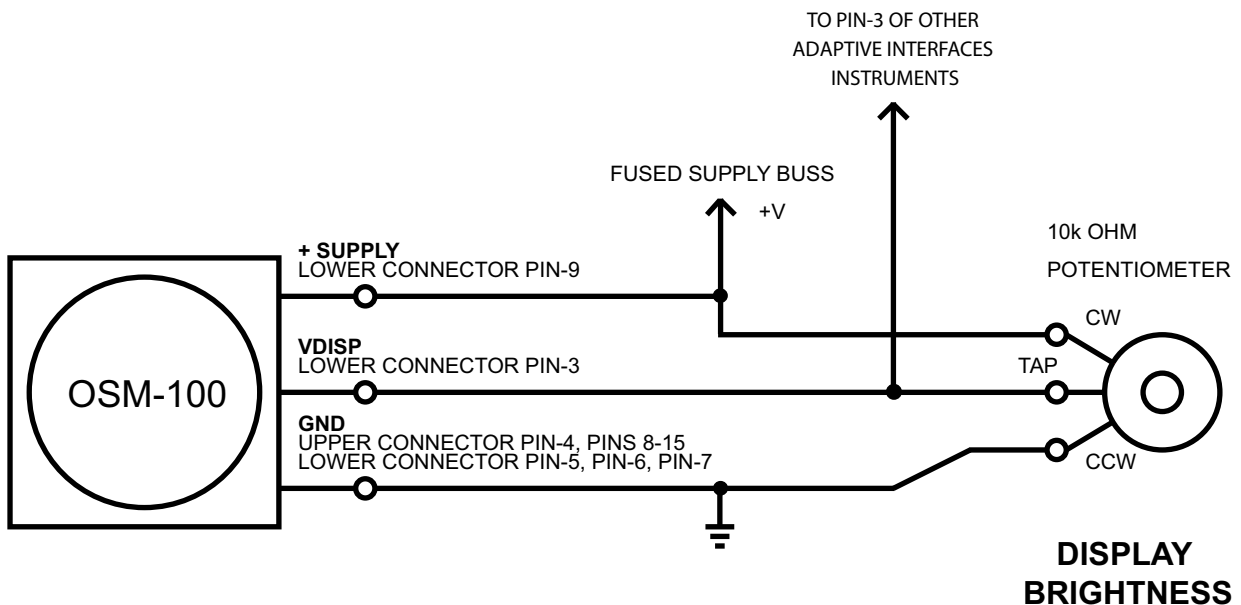 TO PIN-3 OF OTHER
ADAPTIVE INTERFACES
INSTRUMENTS
FUSED SUPPLY BUSS
+V
10k OHM
POTENTIOMETER
+ SUPPLY
LOWER CONNECTOR PIN-9
CW
VDISP
LOWER CONNECTOR PIN-3
TAP
OSM-100
GND
UPPER CONNECTOR PIN-4, PINS 8-15
LOWER CONNECTOR PIN-5, PIN-6, PIN-7
CCW
DISPLAY
BRIGHTNESS